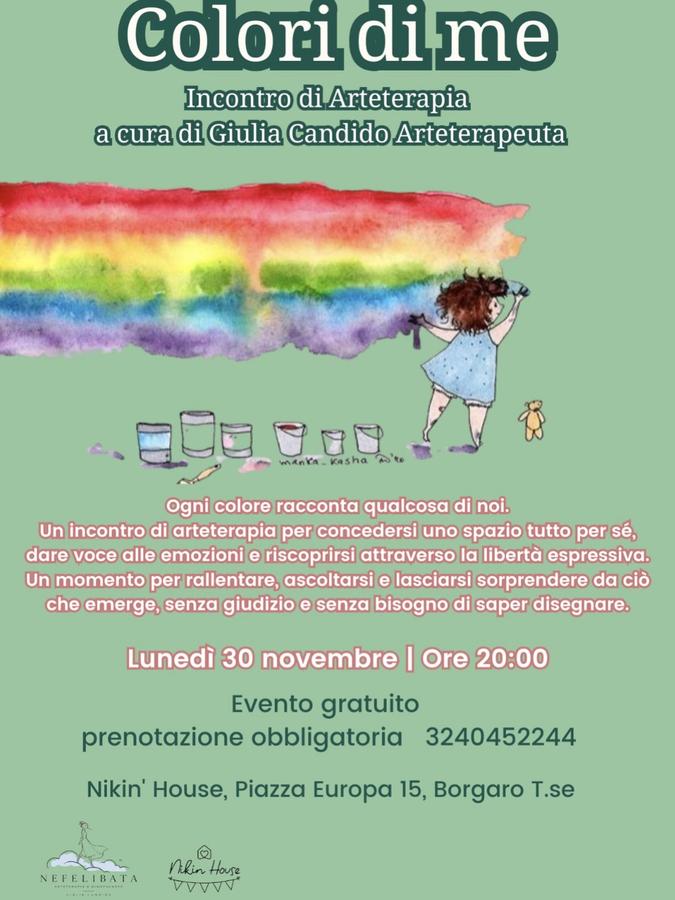 Colori di me
Incontro di Arteterapia
a cura di Giulia Candido Arteterapeuta
manka_kasha
Ogni colore racconta qualcosa di noi.
Un incontro di arteterapia per concedersi uno spazio tutto per sé,
dare voce alle emozioni e riscoprirsi attraverso la libertà espressiva.
Un momento per rallentare, ascoltarsi e lasciarsi sorprendere da ciò
che emerge, senza giudizio e senza bisogno di saper disegnare.
Lunedì 30 novembre | Ore 20:00
Evento gratuito
prenotazione obbligatoria 3240452244
Nikin' House, Piazza Europa 15, Borgaro T.se
NEFELIBATA
Nikin House